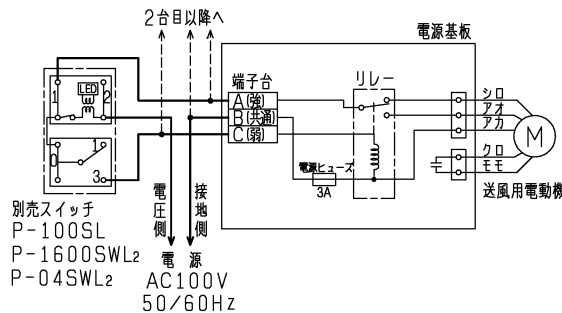 2台目以降へ
電源基板
端子台
リレー
A(強)
B(共通)
C(弱)
シロ
アオ
アカ
クロ
モモ
M
送風用電動機
電源ヒューズ
3A
LED
1
2
0
1
3
別売スイッチ
P-100SL
P-1600SWL2
P-04SWL2
電圧側
接地側
電 源
AC100V
50/60Hz